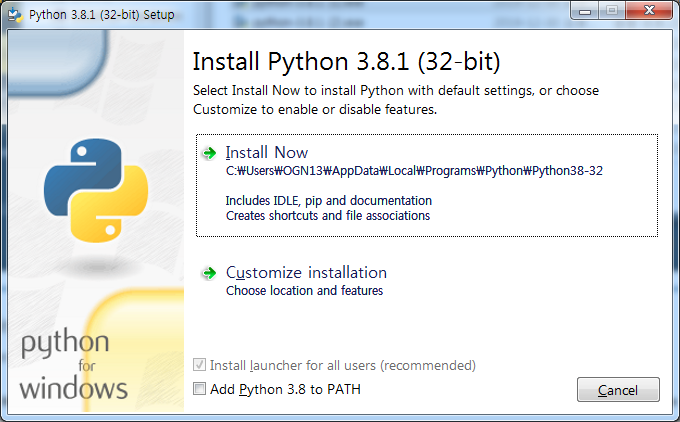 Python 3.8.1 (32-bit) Setup
Install Python 3.8.1 (32-bit)
Select Install Now to install Python with default settings, or choose
Customize to enable or disable features.
Install Now
C:₩Users₩OGN13₩AppData₩Local₩Programs₩Python₩Python38-32
Includes IDLE, pip and documentation
Creates shortcuts and file associations
Customize installation
Choose location and features
python
for
windows
Install launcher for all users (recommended)
Add Python 3.8 to PATH
Cancel